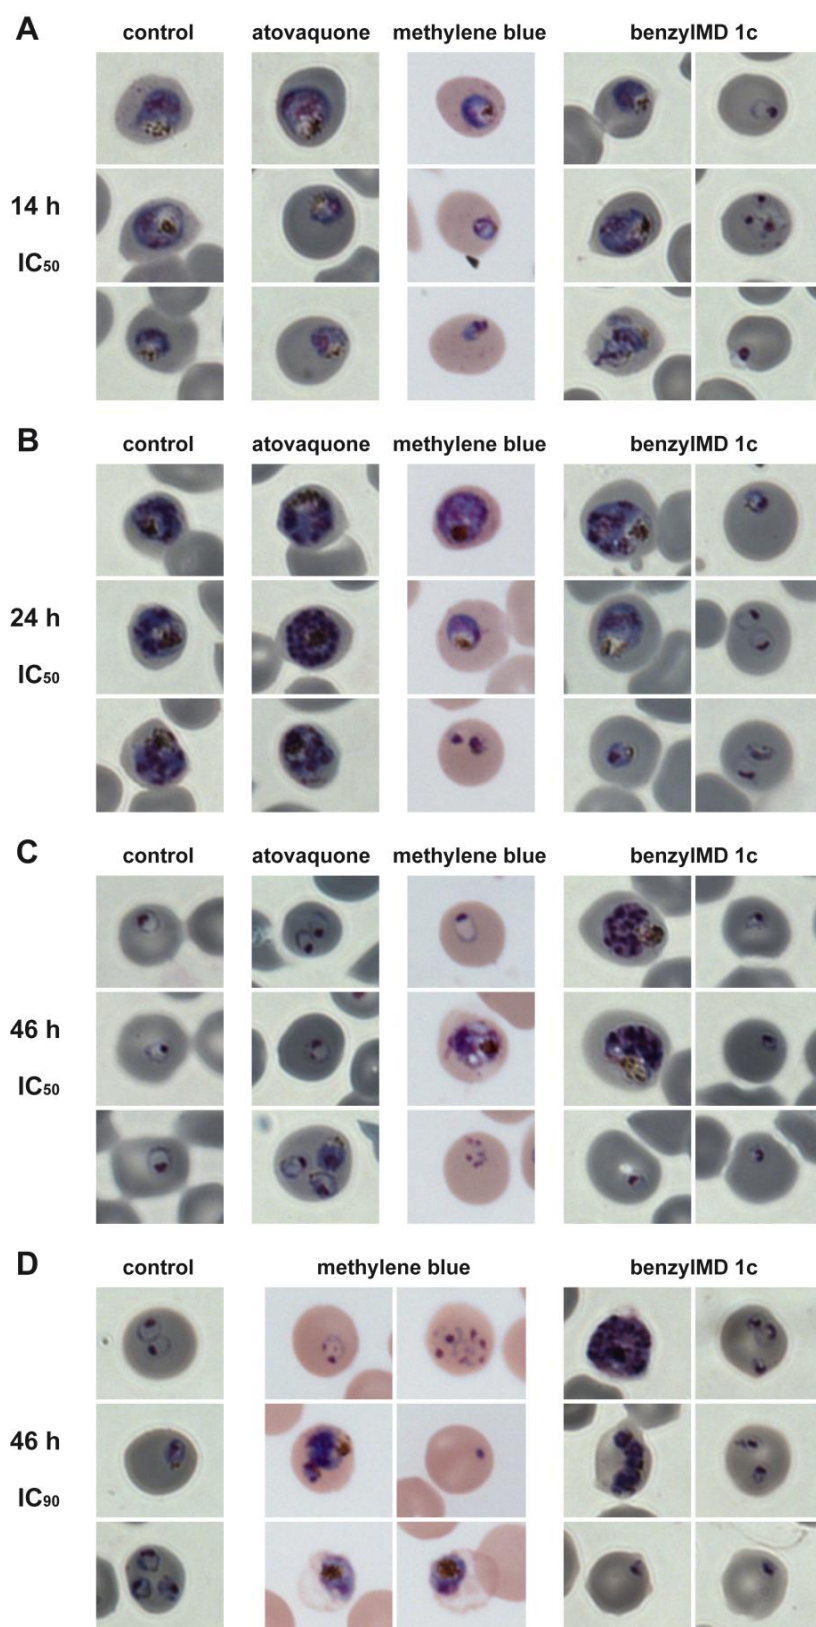 A
control atovaquone methylene blue benzylMD 1c
14 h
IC50
B
control atovaquone methylene blue benzylMD 1c
24 h
IC50
C
control atovaquone methylene blue benzylMD 1c
46 h
IC50
D
control methylene blue benzylMD 1c
46 h
IC90